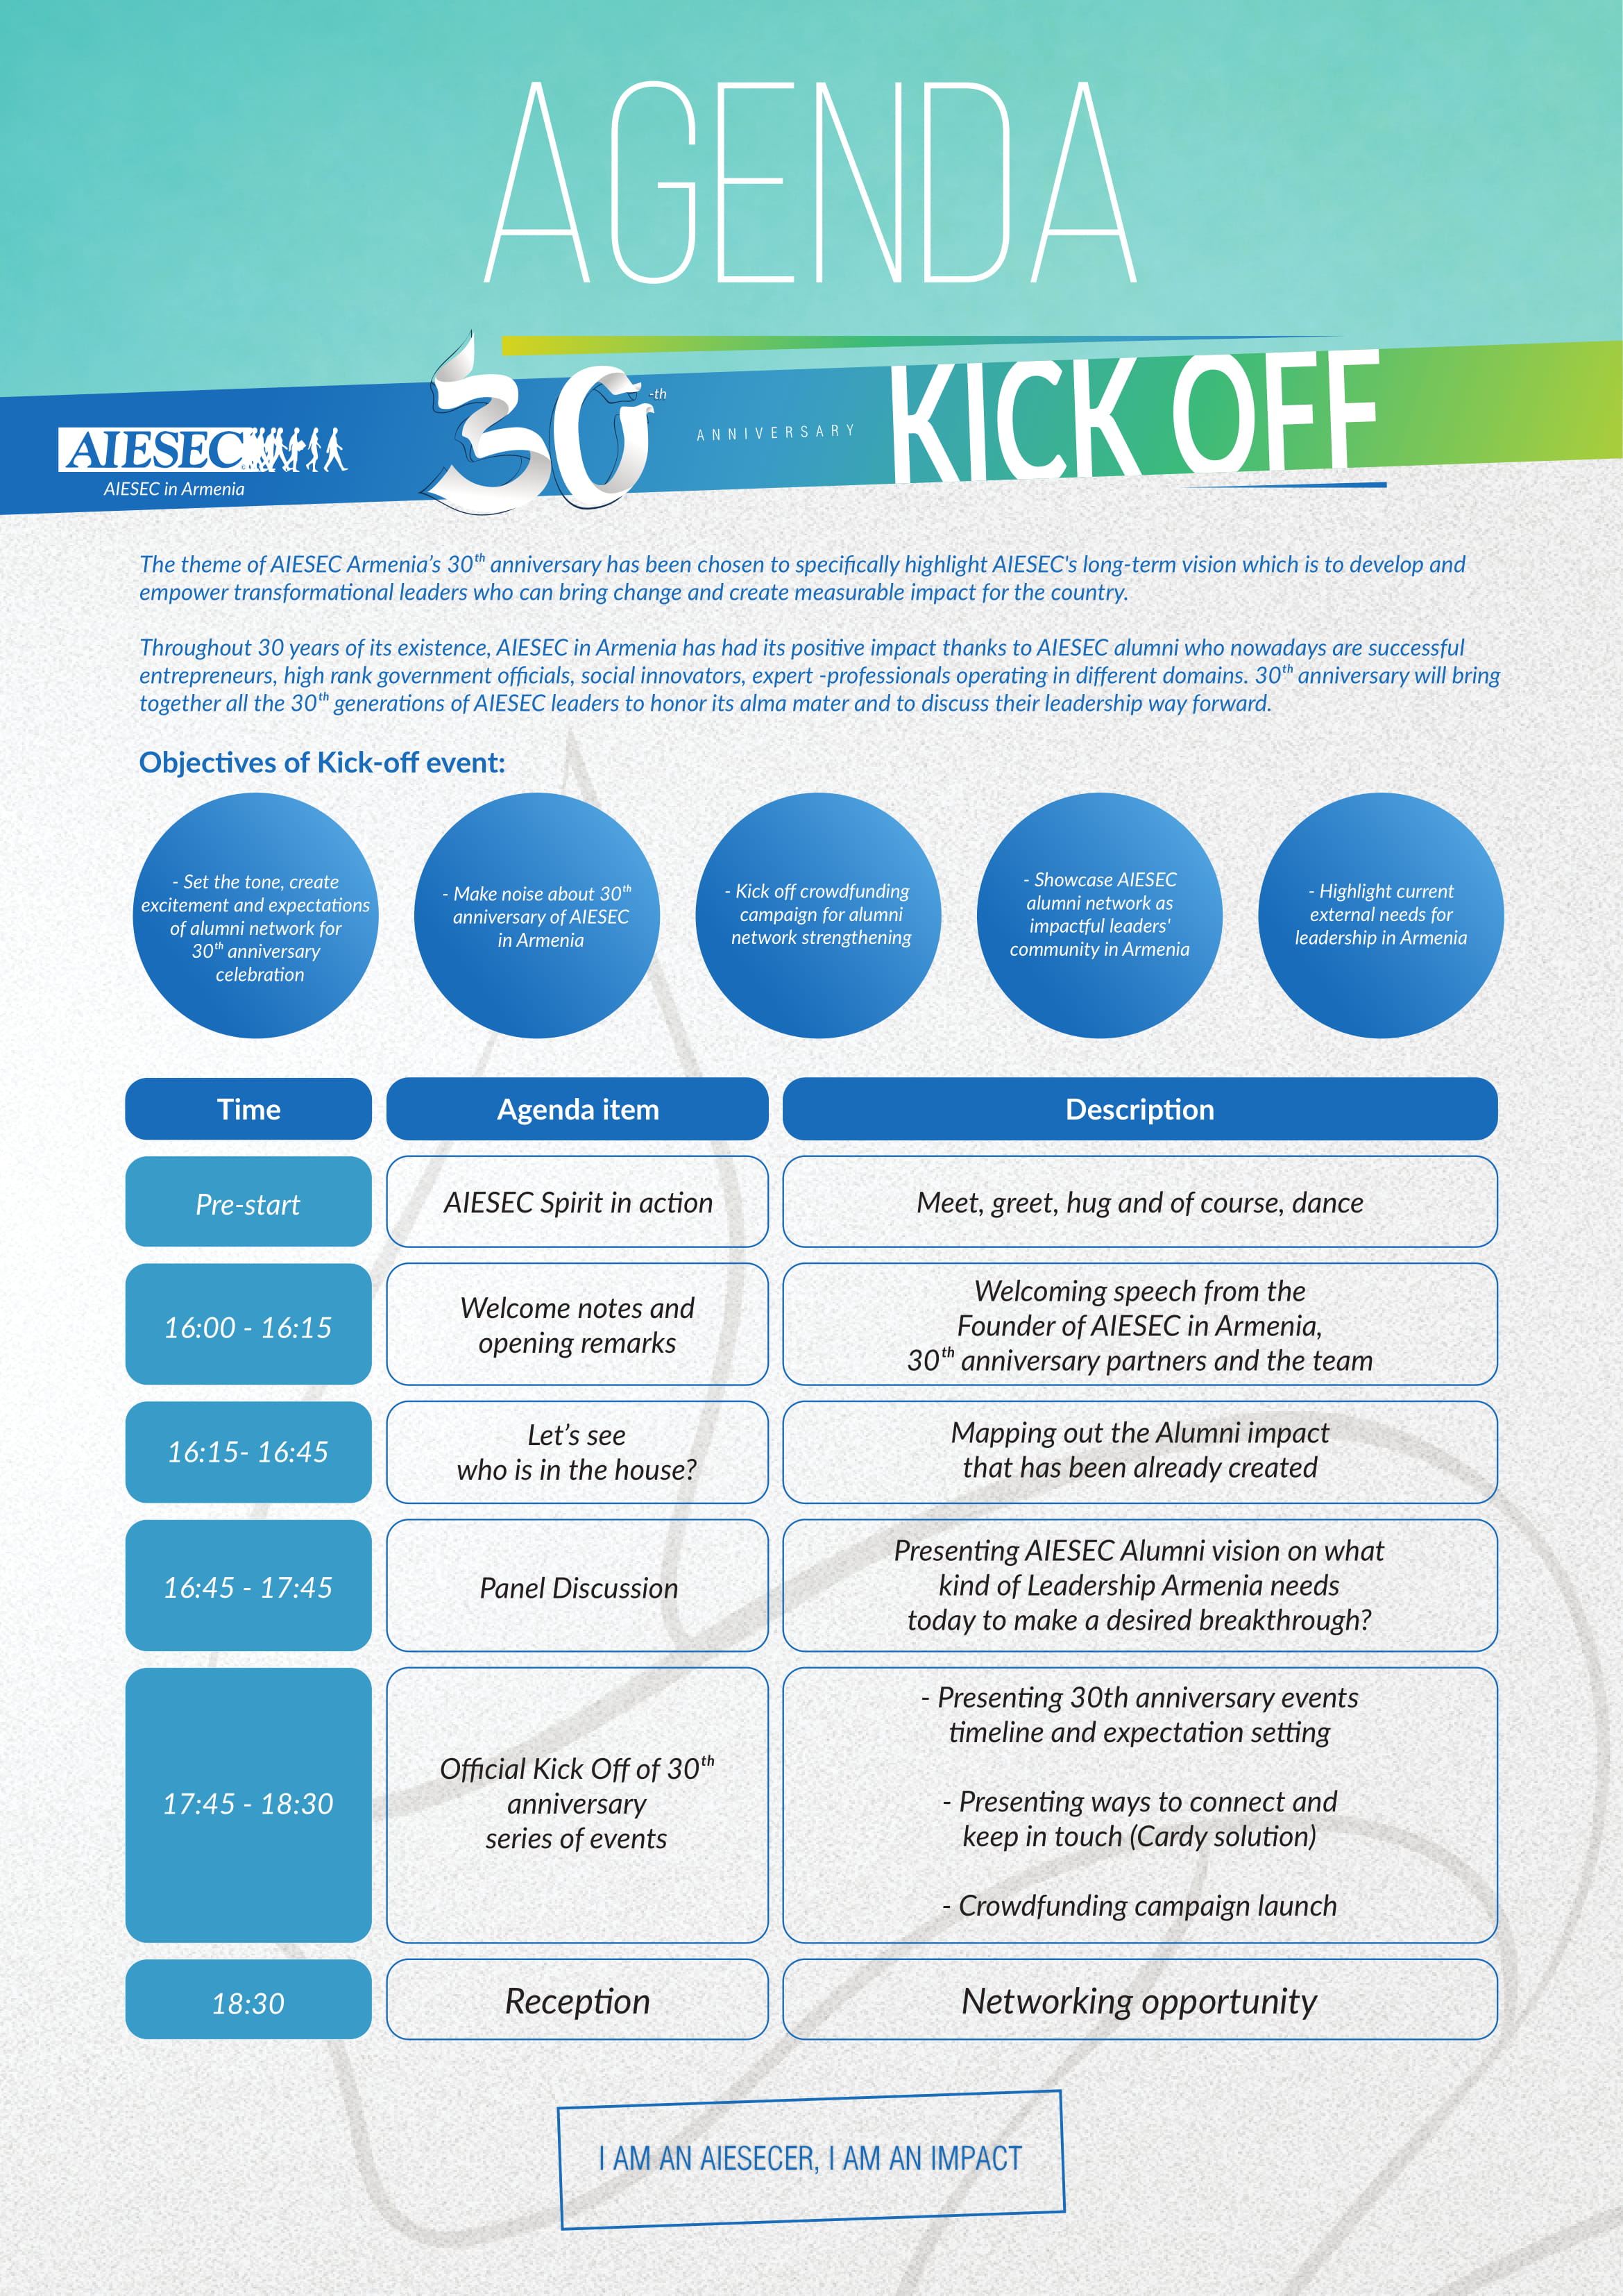 AGENDA
AIESEC
AIESEC in Armenia
30-th
ANNIVERSARY
KICK OFF
The theme of AIESEC Armenia’s 30th anniversary has been chosen to specifically highlight AIESEC's long-term vision which is to develop and
empower transformational leaders who can bring change and create measurable impact for the country.
Throughout 30 years of its existence, AIESEC in Armenia has had its positive impact thanks to AIESEC alumni who nowadays are successful
entrepreneurs, high rank government officials, social innovators, expert -professionals operating in different domains. 30th anniversary will bring
together all the 30th generations of AIESEC leaders to honor its alma mater and to discuss their leadership way forward.
Objectives of Kick-off event:
- Set the tone, create
excitement and expectations
of alumni network for
30th anniversary
celebration
- Make noise about 30th
anniversary of AIESEC
in Armenia
- Kick off crowdfunding
campaign for alumni
network strengthening
- Showcase AIESEC
alumni network as
impactful leaders'
community in Armenia
- Highlight current
external needs for
leadership in Armenia
Time
Agenda item
Description
Pre-start
AIESEC Spirit in action
Meet, greet, hug and of course, dance
16:00 - 16:15
Welcome notes and
opening remarks
Welcoming speech from the
Founder of AIESEC in Armenia,
30th anniversary partners and the team
16:15- 16:45
Let’s see
who is in the house?
Mapping out the Alumni impact
that has been already created
16:45 - 17:45
Panel Discussion
Presenting AIESEC Alumni vision on what
kind of Leadership Armenia needs
today to make a desired breakthrough?
17:45 - 18:30
Official Kick Off of 30th
anniversary
series of events
- Presenting 30th anniversary events
timeline and expectation setting
- Presenting ways to connect and
keep in touch (Cardy solution)
- Crowdfunding campaign launch
18:30
Reception
Networking opportunity
I AM AN AIESECER, I AM AN IMPACT